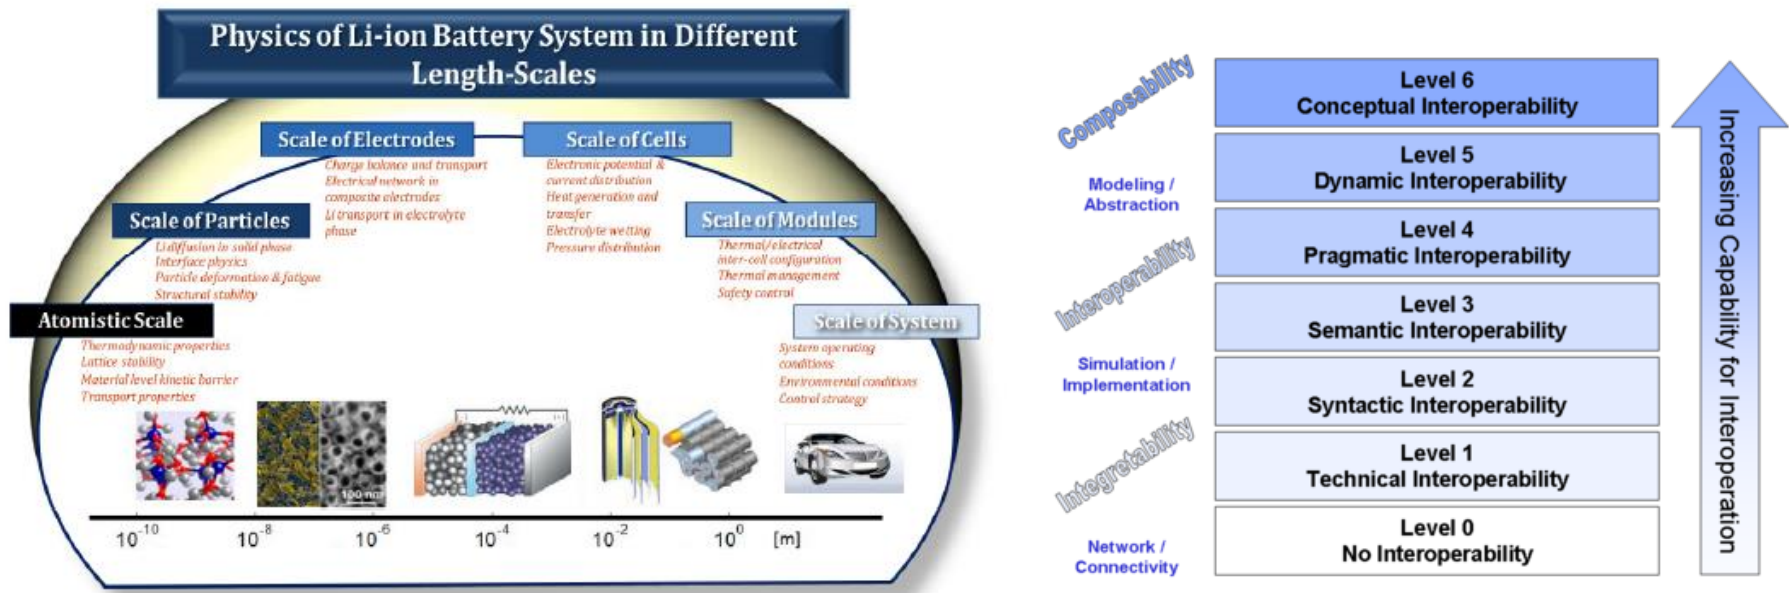 Physics of Li-ion Battery System in Different
Length-Scales
Scale of Electrodes
Charge balance and transport
Electrical network in
composite electrodes
Li transport in electrolyte
phase
Scale of Cells
Electronic potential &
current distribution
Heat generation and
transfer
Electrolyte wetting
Pressure distribution
Scale of Particles
Li diffusion in solid phase
Interface physics
Particle deformation & fatigue
Structural stability
Scale of Modules
Thermal/electrical
inter-cell configuration
Thermal management
Safety control
Atomistic Scale
Thermodynamic properties
Lattice stability
Material level kinetic barrier
Transport properties
Scale of System
System operating
conditions
Environmental conditions
Control strategy
100 nm
10⁻¹⁰ 10⁻⁸ 10⁻⁶ 10⁻⁴ 10⁻² 10⁰ [m]
Composability
Modeling /
Abstraction
Interoperability
Simulation /
Implementation
Integretability
Network /
Connectivity
Level 6
Conceptual Interoperability
Level 5
Dynamic Interoperability
Level 4
Pragmatic Interoperability
Level 3
Semantic Interoperability
Level 2
Syntactic Interoperability
Level 1
Technical Interoperability
Level 0
No Interoperability
Increasing Capability for Interoperation